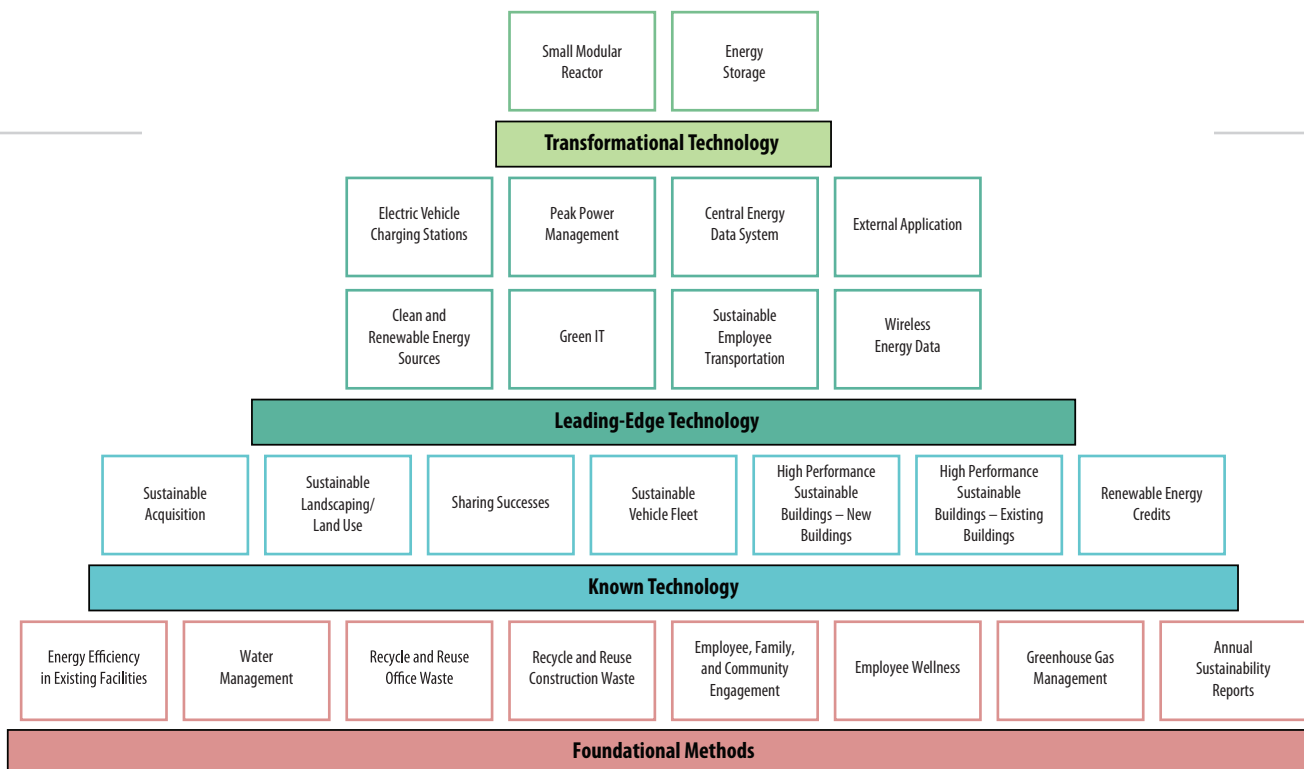 Small Modular
Reactor
Energy
Storage
Transformational Technology
Electric Vehicle
Charging Stations
Peak Power
Management
Central Energy
Data System
External Application
Clean and
Renewable Energy
Sources
Green IT
Sustainable
Employee
Transportation
Wireless
Energy Data
Leading-Edge Technology
Sustainable
Acquisition
Sustainable
Landscaping/
Land Use
Sharing Successes
Sustainable
Vehicle Fleet
High Performance
Sustainable
Buildings – New
Buildings
High Performance
Sustainable
Buildings – Existing
Buildings
Renewable Energy
Credits
Known Technology
Energy Efficiency
in Existing Facilities
Water
Management
Recycle and Reuse
Office Waste
Recycle and Reuse
Construction Waste
Employee, Family,
and Community
Engagement
Employee Wellness
Greenhouse Gas
Management
Annual
Sustainability
Reports
Foundational Methods